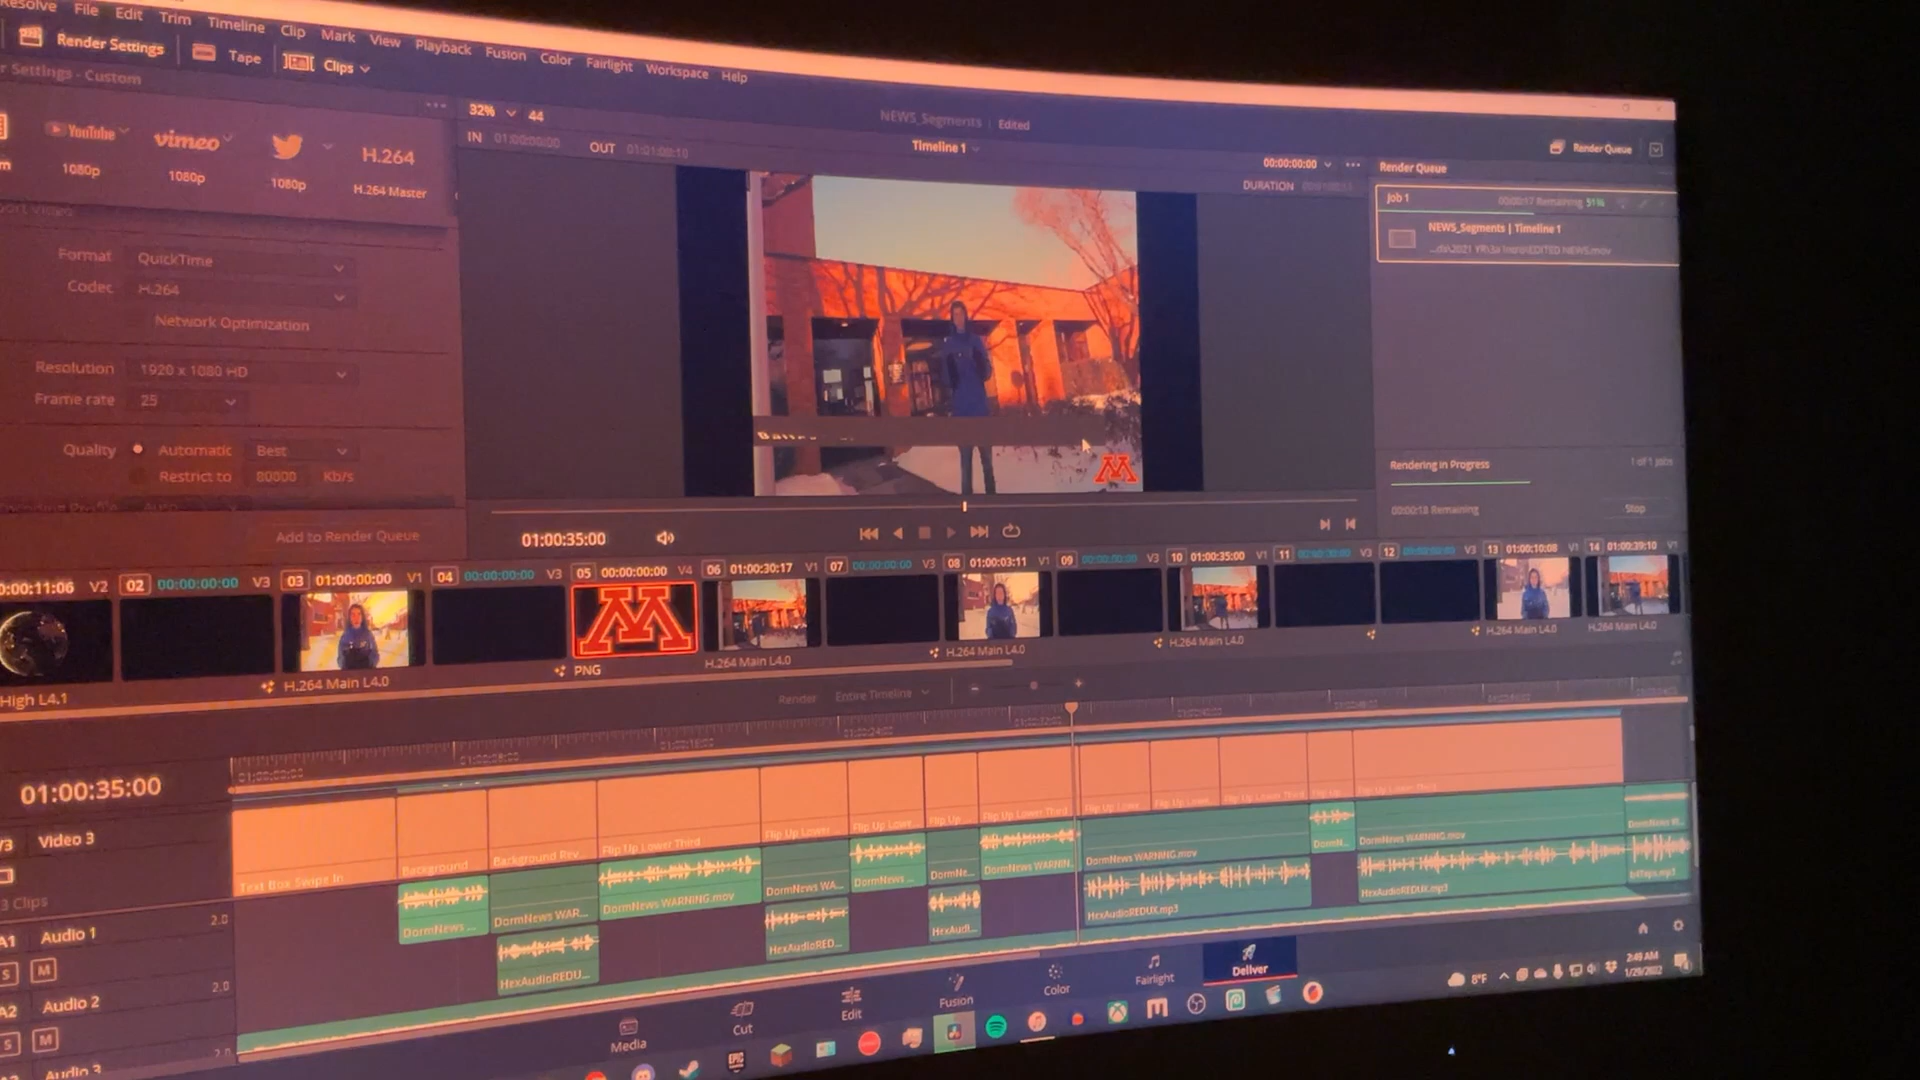 Resolve File Edit Trim Timeline Clip Mark View Playback Fusion Color Fairlight Workspace Help
Render Settings Tape Clips
r Settings - Custom
32% 44 NEWS_Segments Edited
IN 01:00:00:00 OUT Timeline 1 00:00:00:00
DURATION
Render Queue
Render Queue
YouTube vimeo H.264
1080p 1080p 1080p H.264 Master
Job 1 00:00:17 Remaining 51%
NEWS_Segments | Timeline 1
Format QuickTime
Codec H.264
Network Optimization
Resolution 1920 x 1080 HD
Frame rate 25
Quality Automatic Best
Restrict to 80000 Kb/s
Add to Render Queue
M
Rendering in Progress 1 of 1 jobs
00:00:18 Remaining Stop
01:00:35:00
0:00:11:06 V2 02 00:00:00:00 V3 03 01:00:00:00 V1 04 00:00:00:00 V3 05 00:00:00:00 V4 06 01:00:30:17 V1 07 00:00:00:00 V3 08 01:00:03:11 V1 09 00:00:00:00 V3 10 01:00:35:00 V1 11 00:00:00:00 V3 12 00:00:00:00 V3 13 01:00:10:08 V1 14 01:00:39:10 V1
M
High L4.1 H.264 Main L4.0 PNG H.264 Main L4.0 H.264 Main L4.0 H.264 Main L4.0 H.264 Main L4.0 H.264 Main L4.0
Render Entire Timeline
01:00:35:00
V3 Video 3
3 Clips
Text Box Swipe In Background Background Rev... Flip Up Lower Third Flip Up Lower ... Flip Up Lowe... Flip Up ... Flip Up Lower Third Flip Up Lowe Flip Up Lowe Flip Up Lower Third Flip Up Flip Up Lower Third
A1 Audio 1 2.0
DormNews ... DormNews WAR... DormNews WARNING.mov DormNews WA... DormNews ... DormNe... DormNews WARNIN... DormNews WARNING.mov DormN... DormNews WARNING.mov DormNews W...
S M
A2 Audio 2 2.0
HexAudioREDU... HexAudioRED... HexAudi... HexAudioREDUX.mp3 HexAudioREDUX.mp3
S M
Audio 3 2.0
Media Cut Edit Fusion Color Fairlight Deliver
EPIC
8°F 2:49 AM
1/29/2022